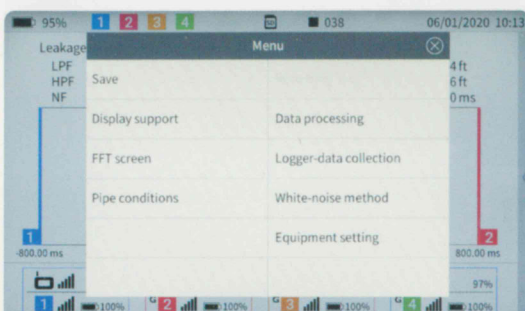 95% 1 2 3 4 SD 038 06/01/2020 10:13
Leakage Menu
LPF 4 ft
HPF Save 6 ft
NF 0 ms
Display support Data processing
FFT screen Logger-data collection
Pipe conditions White-noise method
1 Equipment setting 2
-800.00 ms 800.00 ms
97%
1 100% G 2 100% G 3 100% G 4 100%